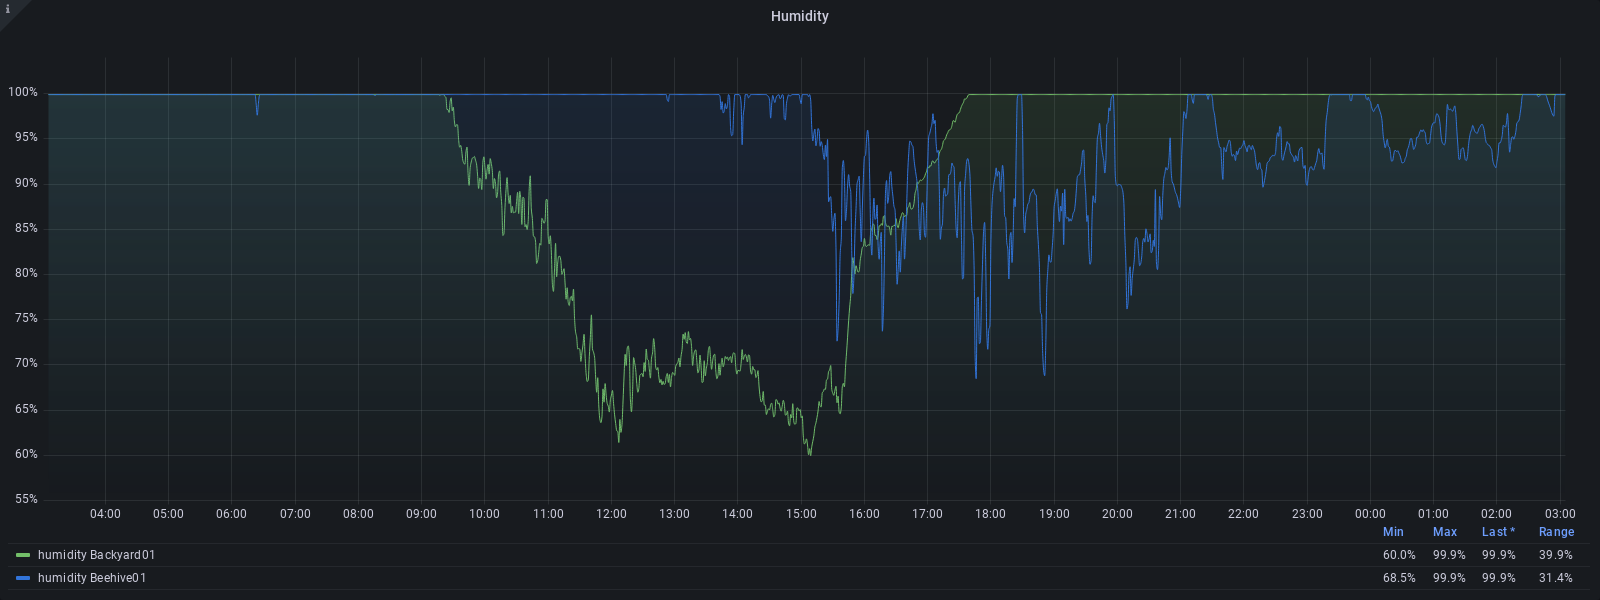 i
Humidity
100%
95%
90%
85%
80%
75%
70%
65%
60%
55%
04:00 05:00 06:00 07:00 08:00 09:00 10:00 11:00 12:00 13:00 14:00 15:00 16:00 17:00 18:00 19:00 20:00 21:00 22:00 23:00 00:00 01:00 02:00 03:00
Min Max Last * Range
humidity Backyard01 60.0% 99.9% 99.9% 39.9%
humidity Beehive01 68.5% 99.9% 99.9% 31.4%